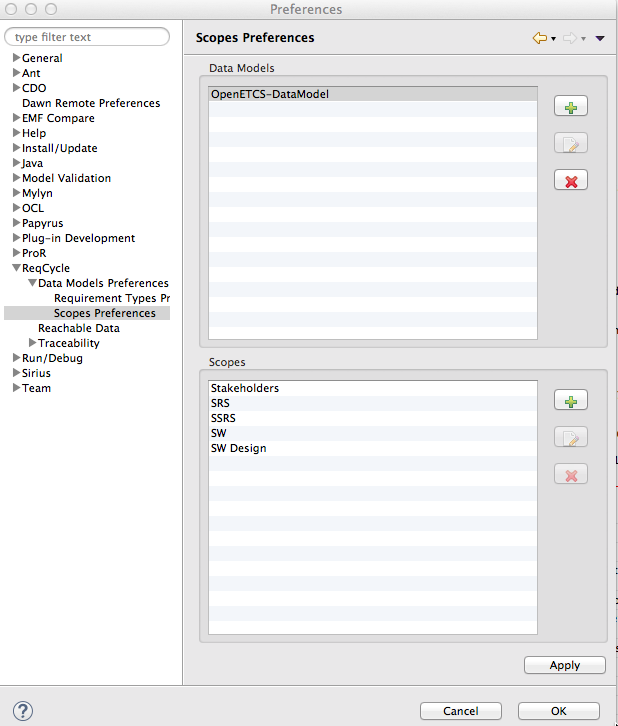 Preferences
type filter text
General
Ant
CDO
Dawn Remote Preferences
EMF Compare
Help
Install/Update
Java
Model Validation
Mylyn
OCL
Papyrus
Plug-in Development
ProR
ReqCycle
Data Models Preferences
Requirement Types Pr
Scopes Preferences
Reachable Data
Traceability
Run/Debug
Sirius
Team
Scopes Preferences
Data Models
OpenETCS-DataModel
Scopes
Stakeholders
SRS
SSRS
SW
SW Design
Apply
?
Cancel
OK